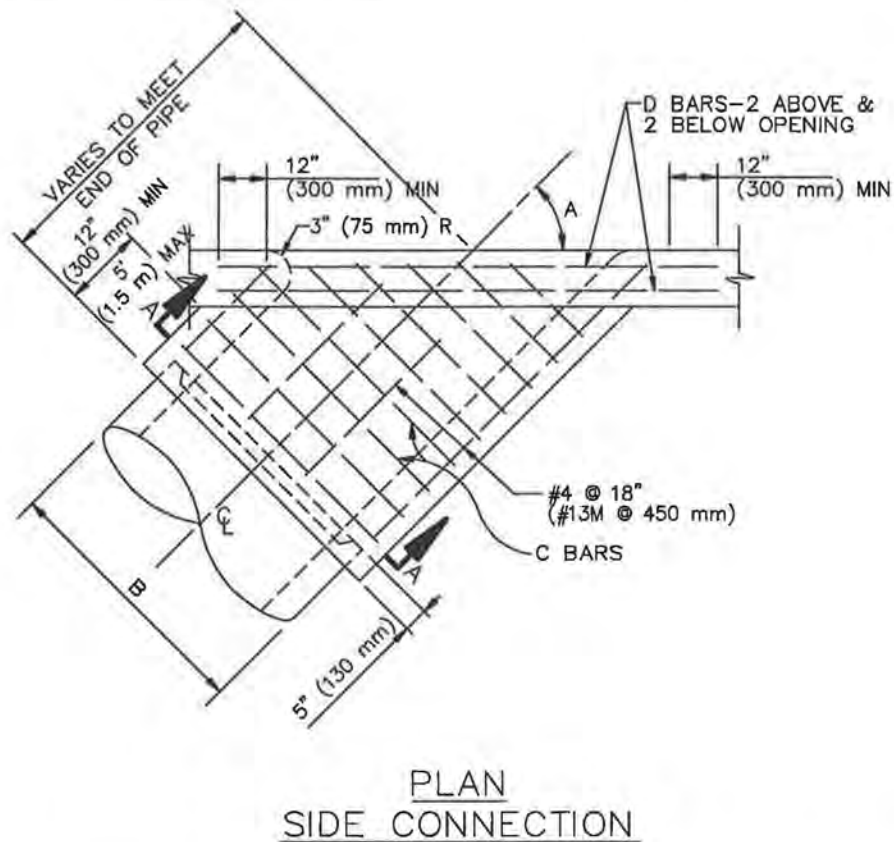 VARIES TO MEET
END OF PIPE
12"
(300 mm) MIN
5'
(1.5 m) MAX
A
12"
(300 mm) MIN
3" (75 mm) R
A
D BARS-2 ABOVE &
2 BELOW OPENING
12"
(300 mm) MIN
#4 @ 18"
(#13M @ 450 mm)
C BARS
A
℄
B
5" (130 mm)
PLAN
SIDE CONNECTION